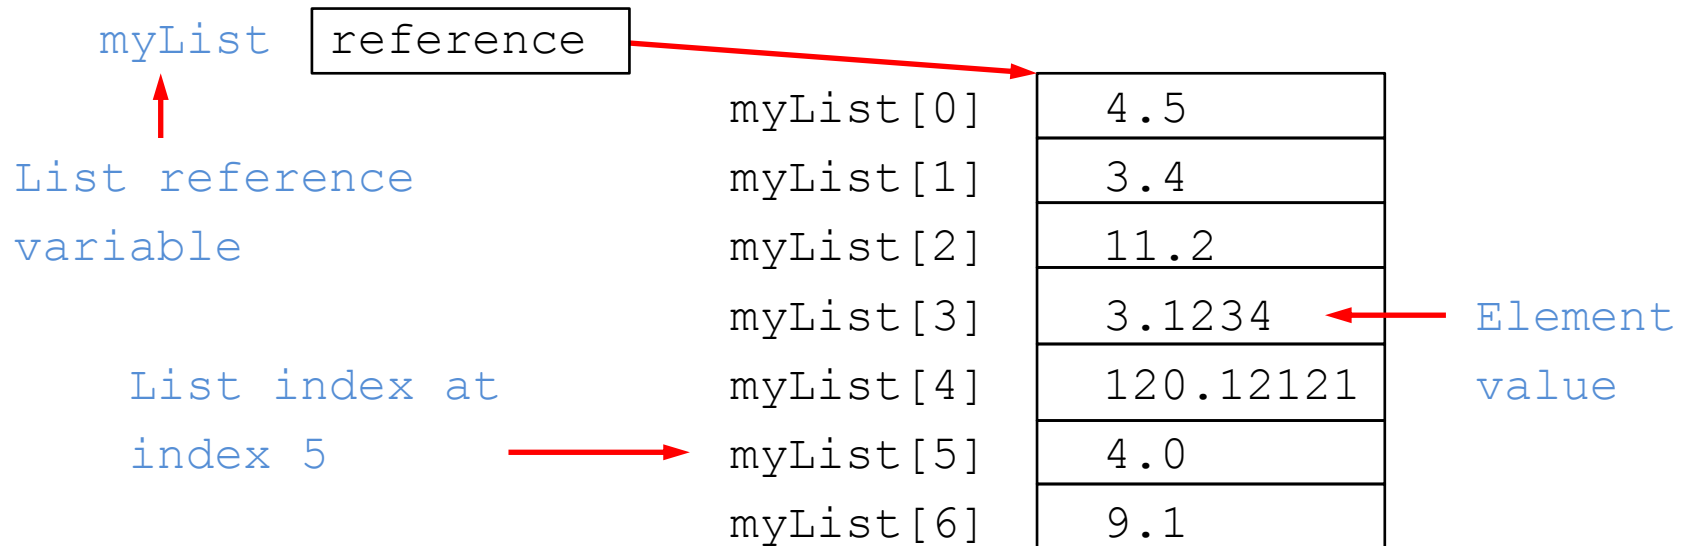 myList reference
myList[0] 4.5
List reference
variable
myList[1] 3.4
myList[2] 11.2
myList[3] 3.1234
Element
value
List index at
index 5
myList[4] 120.12121
myList[5] 4.0
myList[6] 9.1